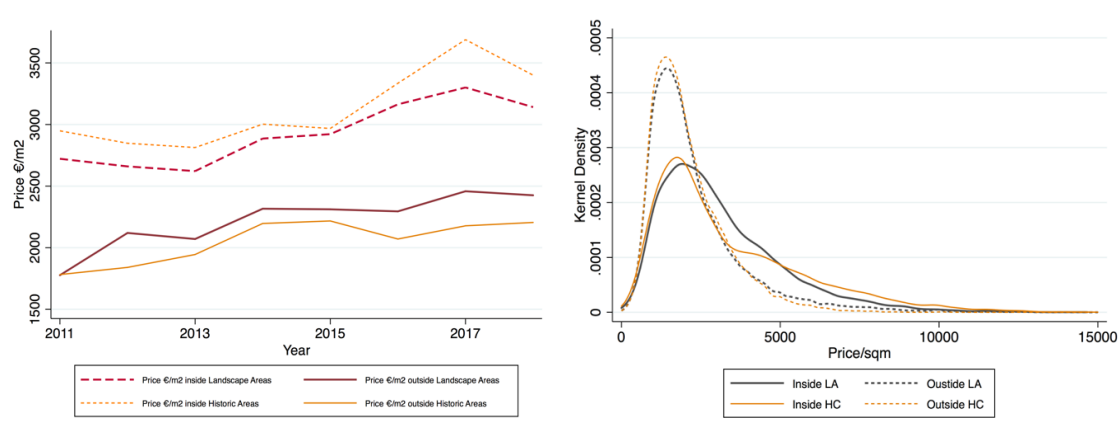 Price €/m2
3500
3000
2500
2000
1500
2011
2013
2015
2017
Year
Price €/m2 inside Landscape Areas
Price €/m2 outside Landscape Areas
Price €/m2 inside Historic Areas
Price €/m2 outside Historic Areas
Kernel Density
.0005
.0004
.0003
.0002
.0001
0
0
5000
10000
15000
Price/sqm
Inside LA
Oustide LA
Inside HC
Outside HC